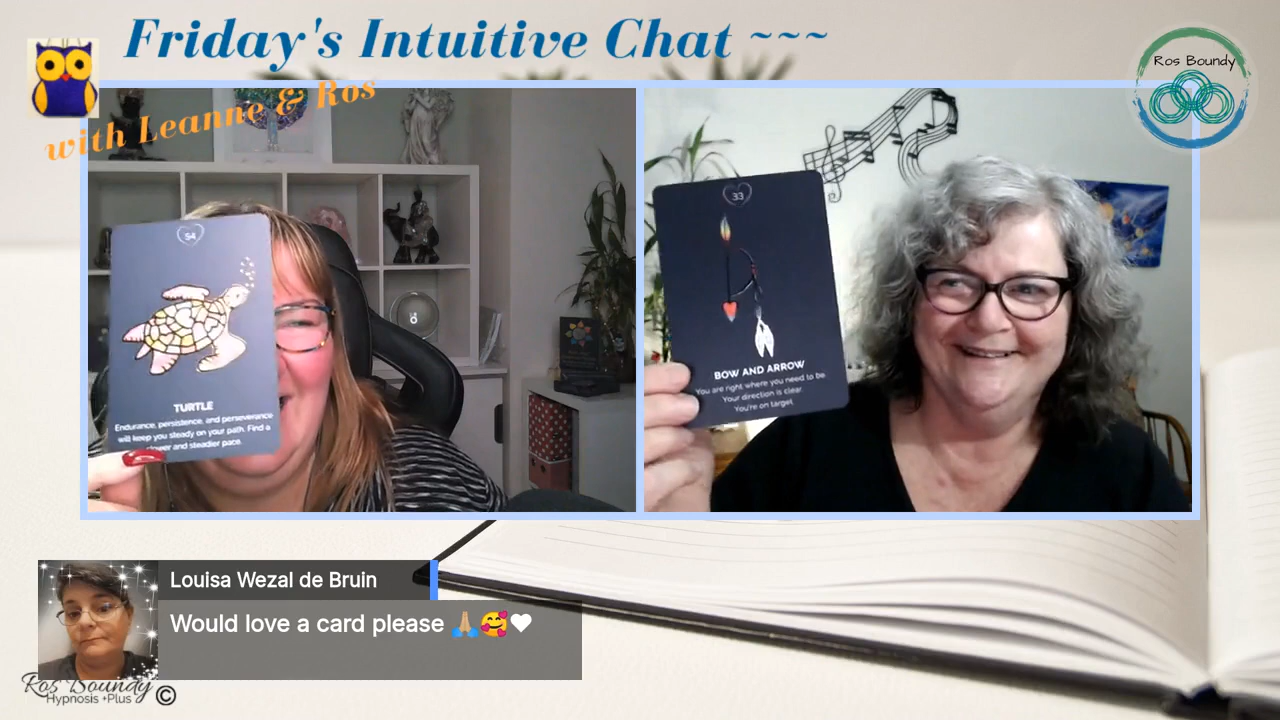 Friday's Intuitive Chat ~~~
with Leanne & Ros
Ros Boundy
54
TURTLE
Endurance, persistence, and perseverance
will keep you steady on your path. Find a
slower and steadier pace.
33
BOW AND ARROW
You are right where you need to be.
Your direction is clear.
You're on target.
Louisa Wezal de Bruin
Would love a card please 🙏🏽🥰🤍
Ros Boundy
Hypnosis +Plus ©